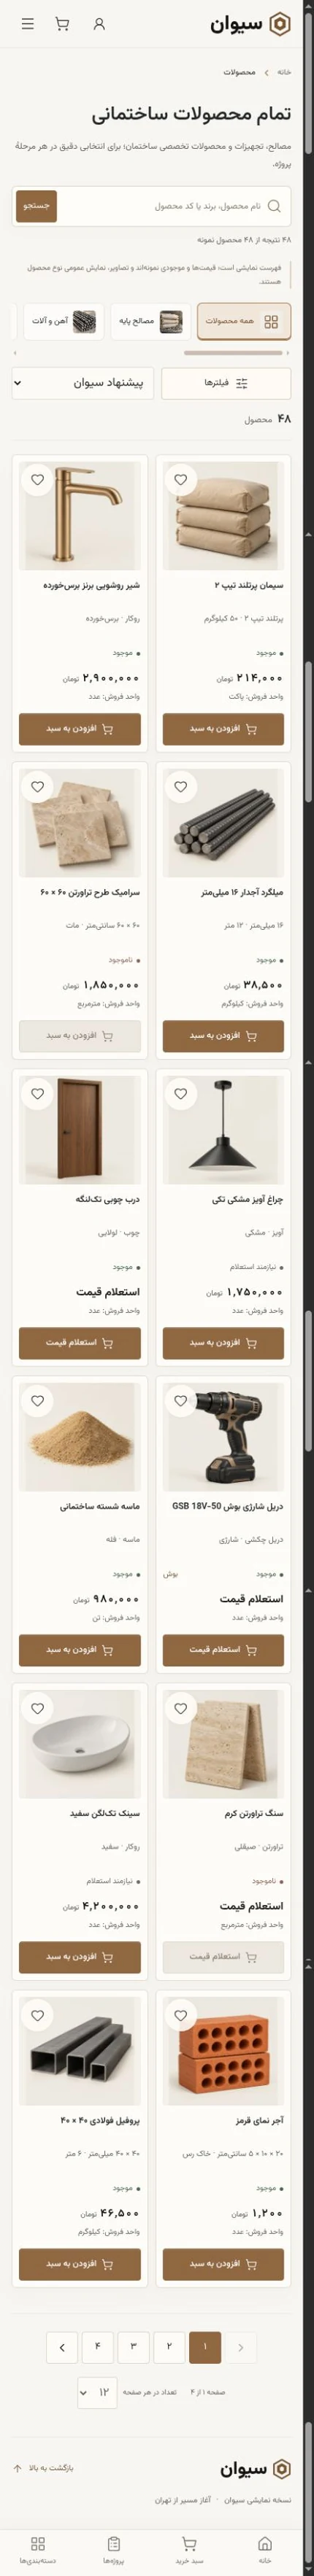 سیوان
خانه
محصولات
تمام محصولات ساختمانی
مصالح، تجهیزات و محصولات تخصصی ساختمان؛ برای انتخابی دقیق در هر مرحلهٔ
پروژه.
نام محصول، برند یا کد محصول
جستجو
۴۸ نتیجه از ۴۸ محصول نمونه
فهرست نمایشی است؛ قیمت‌ها و موجودی نمونه‌اند و تصاویر، نمایش عمومی نوع محصول
هستند.
همه محصولات
مصالح پایه
آهن و آلات
فیلترها
پیشنهاد سیوان
۴۸ محصول
سیمان پرتلند تیپ ۲
پرتلند تیپ ۲ · ۵۰ کیلوگرم
موجود
۲۱۴,۰۰۰ تومان
واحد فروش: پاکت
افزودن به سبد
شیر روشویی برنز برس‌خورده
روکار · برس‌خورده
موجود
۲,۹۰۰,۰۰۰ تومان
واحد فروش: عدد
افزودن به سبد
میلگرد آجدار ۱۶ میلی‌متر
۱۶ میلی‌متر · ۱۲ متر
موجود
۳۸,۵۰۰ تومان
واحد فروش: کیلوگرم
افزودن به سبد
سرامیک طرح تراورتن ۶۰ × ۶۰
۶۰ × ۶۰ سانتی‌متر · مات
ناموجود
۱,۸۵۰,۰۰۰ تومان
واحد فروش: مترمربع
افزودن به سبد
چراغ آویز مشکی تکی
آویز · مشکی
نیازمند استعلام
۱,۷۵۰,۰۰۰ تومان
واحد فروش: عدد
افزودن به سبد
درب چوبی تک‌لنگه
چوب · لولایی
موجود
استعلام قیمت
واحد فروش: عدد
استعلام قیمت
دریل شارژی بوش GSB 18V-50
دریل چکشی · شارژی
موجود
بوش
استعلام قیمت
واحد فروش: عدد
استعلام قیمت
ماسه شسته ساختمانی
ماسه · فله
موجود
۹۸۰,۰۰۰ تومان
واحد فروش: تن
افزودن به سبد
سنگ تراورتن کرم
تراورتن · صیقلی
ناموجود
استعلام قیمت
واحد فروش: مترمربع
استعلام قیمت
سینک تک‌لگن سفید
روکار · سفید
نیازمند استعلام
۴,۲۰۰,۰۰۰ تومان
واحد فروش: عدد
افزودن به سبد
آجر نمای قرمز
۲۰ × ۱۰ × ۵ سانتی‌متر · خاک رس
موجود
۱,۲۰۰ تومان
واحد فروش: عدد
افزودن به سبد
پروفیل فولادی ۴۰ × ۴۰
۴۰ × ۴۰ میلی‌متر · ۶ متر
موجود
۴۶,۵۰۰ تومان
واحد فروش: کیلوگرم
افزودن به سبد
۱ ۲ ۳ ۴
صفحه ۱ از ۴
تعداد در هر صفحه
۱۲
سیوان
بازگشت به بالا
نسخه نمایشی سیوان · آغاز مسیر از تهران
خانه
سبد خرید
پروژه‌ها
دسته‌بندی‌ها